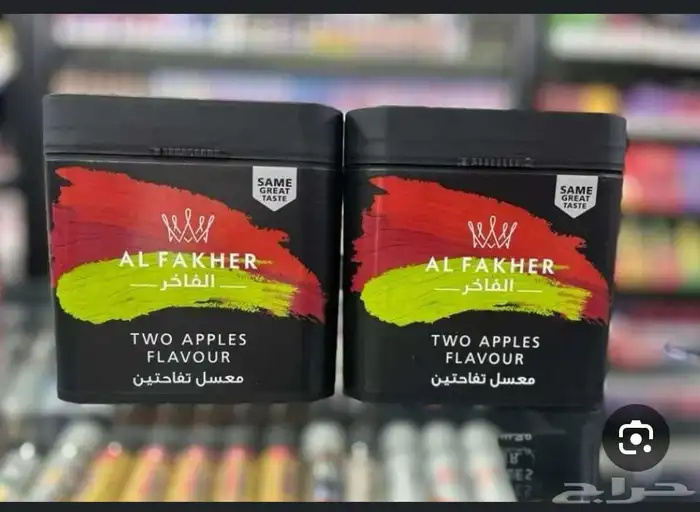 SAME
GREAT
TASTE
AL FAKHER
الفاخر
TWO APPLES
FLAVOUR
معسل تفاحتين
SAME
GREAT
TASTE
AL FAKHER
الفاخر
TWO APPLES
FLAVOUR
معسل تفاحتين
حراج